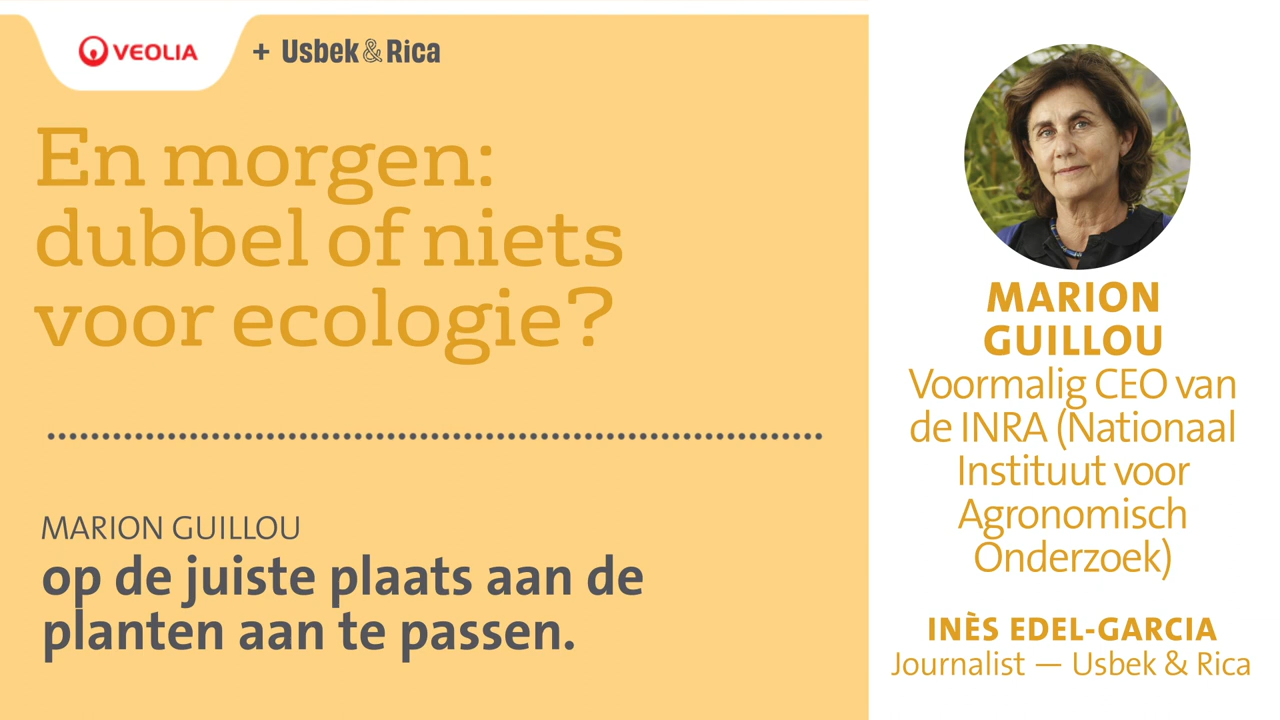 VEOLIA + Usbek & Rica
En morgen:
dubbel of niets
voor ecologie?
MARION GUILLOU
op de juiste plaats aan de
planten aan te passen.
MARION
GUILLOU
Voormalig CEO van
de INRA (Nationaal
Instituut voor
Agronomisch
Onderzoek)
INÈS EDEL-GARCIA
Journalist — Usbek & Rica